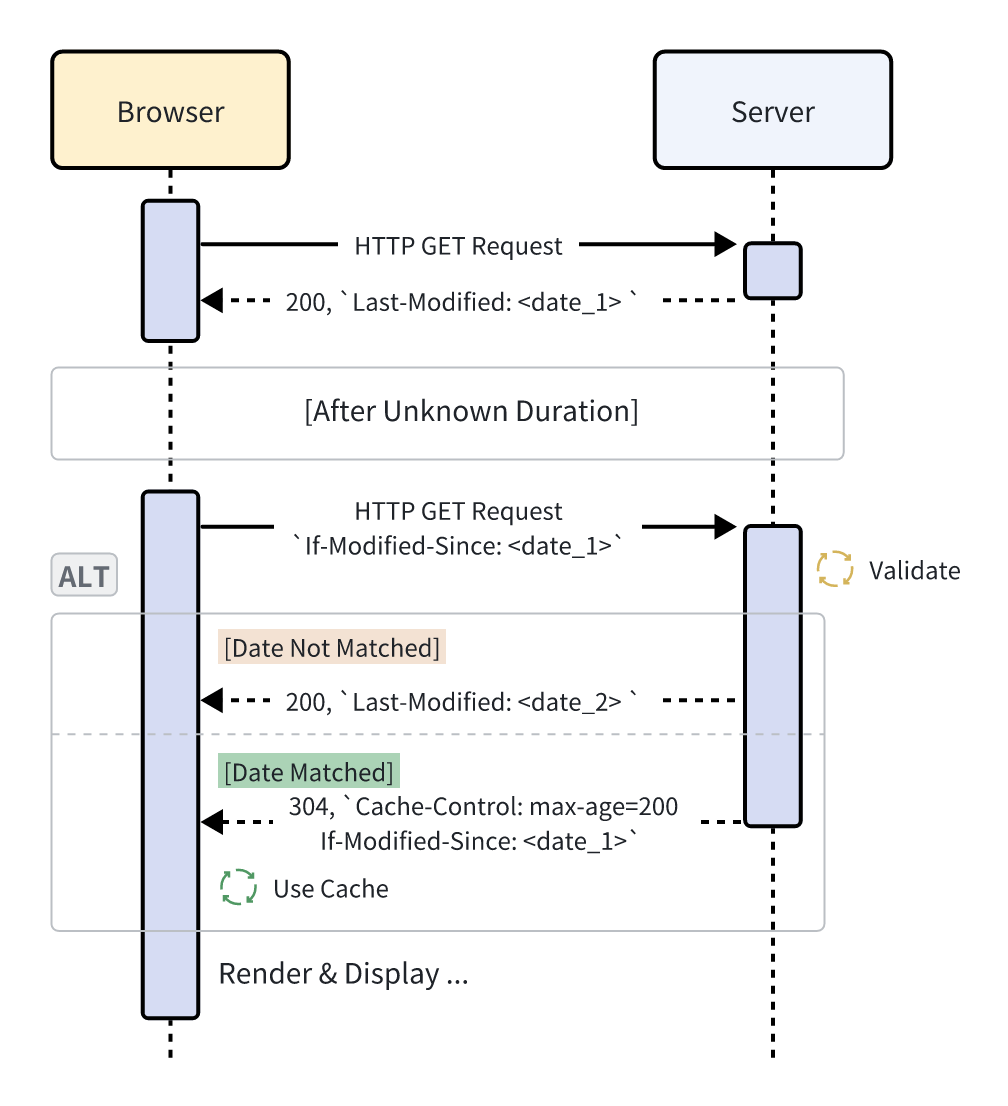 Browser
Server
HTTP GET Request
200, `Last-Modified: <date_1> `
[After Unknown Duration]
HTTP GET Request
`If-Modified-Since: <date_1>`
ALT
Validate
[Date Not Matched]
200, `Last-Modified: <date_2> `
[Date Matched]
304, `Cache-Control: max-age=200
If-Modified-Since: <date_1>`
Use Cache
Render & Display ...